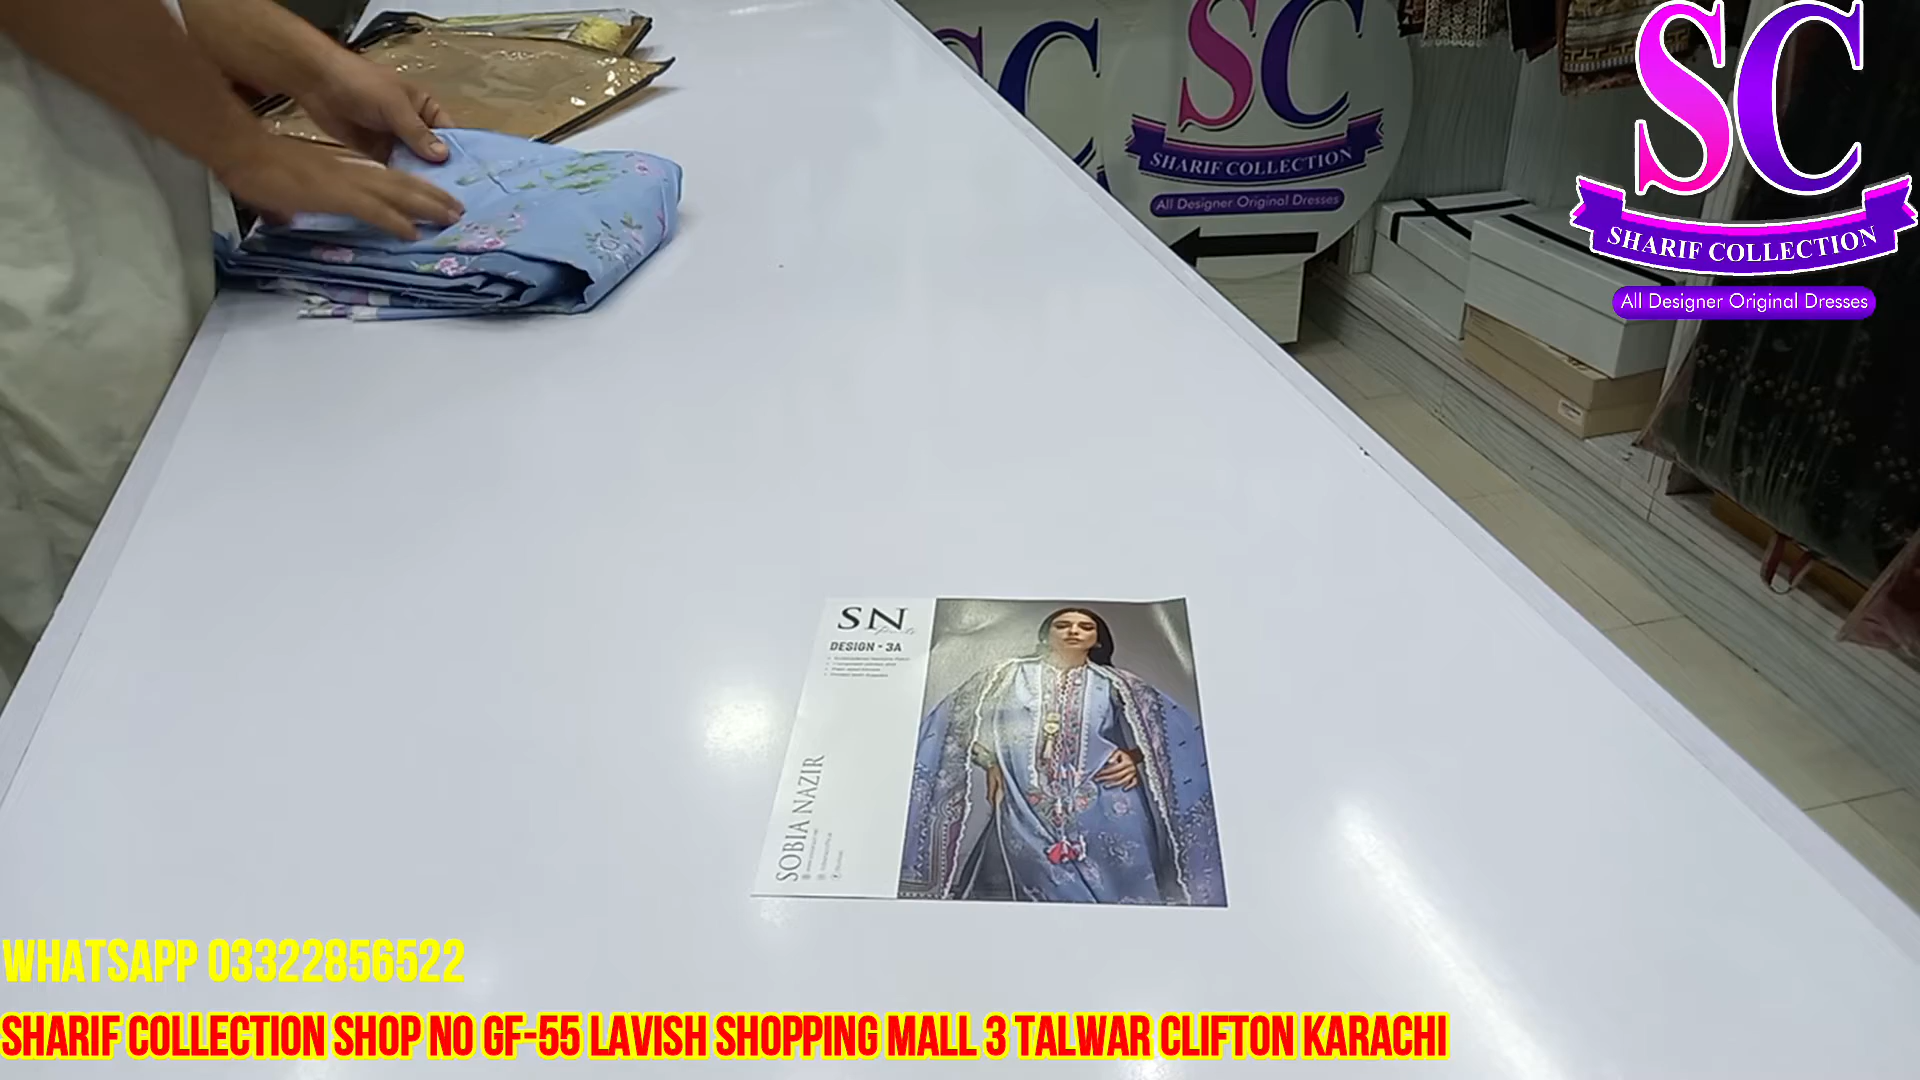 SC
SHARIF COLLECTION
All Designer Original Dresses
SC
SHARIF COLLECTION
All Designer Original Dresses
C
SN
DESIGN - 3A
SOBIA NAZIR
WHATSAPP 03322856522
SHARIF COLLECTION SHOP NO GF-55 LAVISH SHOPPING MALL 3 TALWAR CLIFTON KARACHI